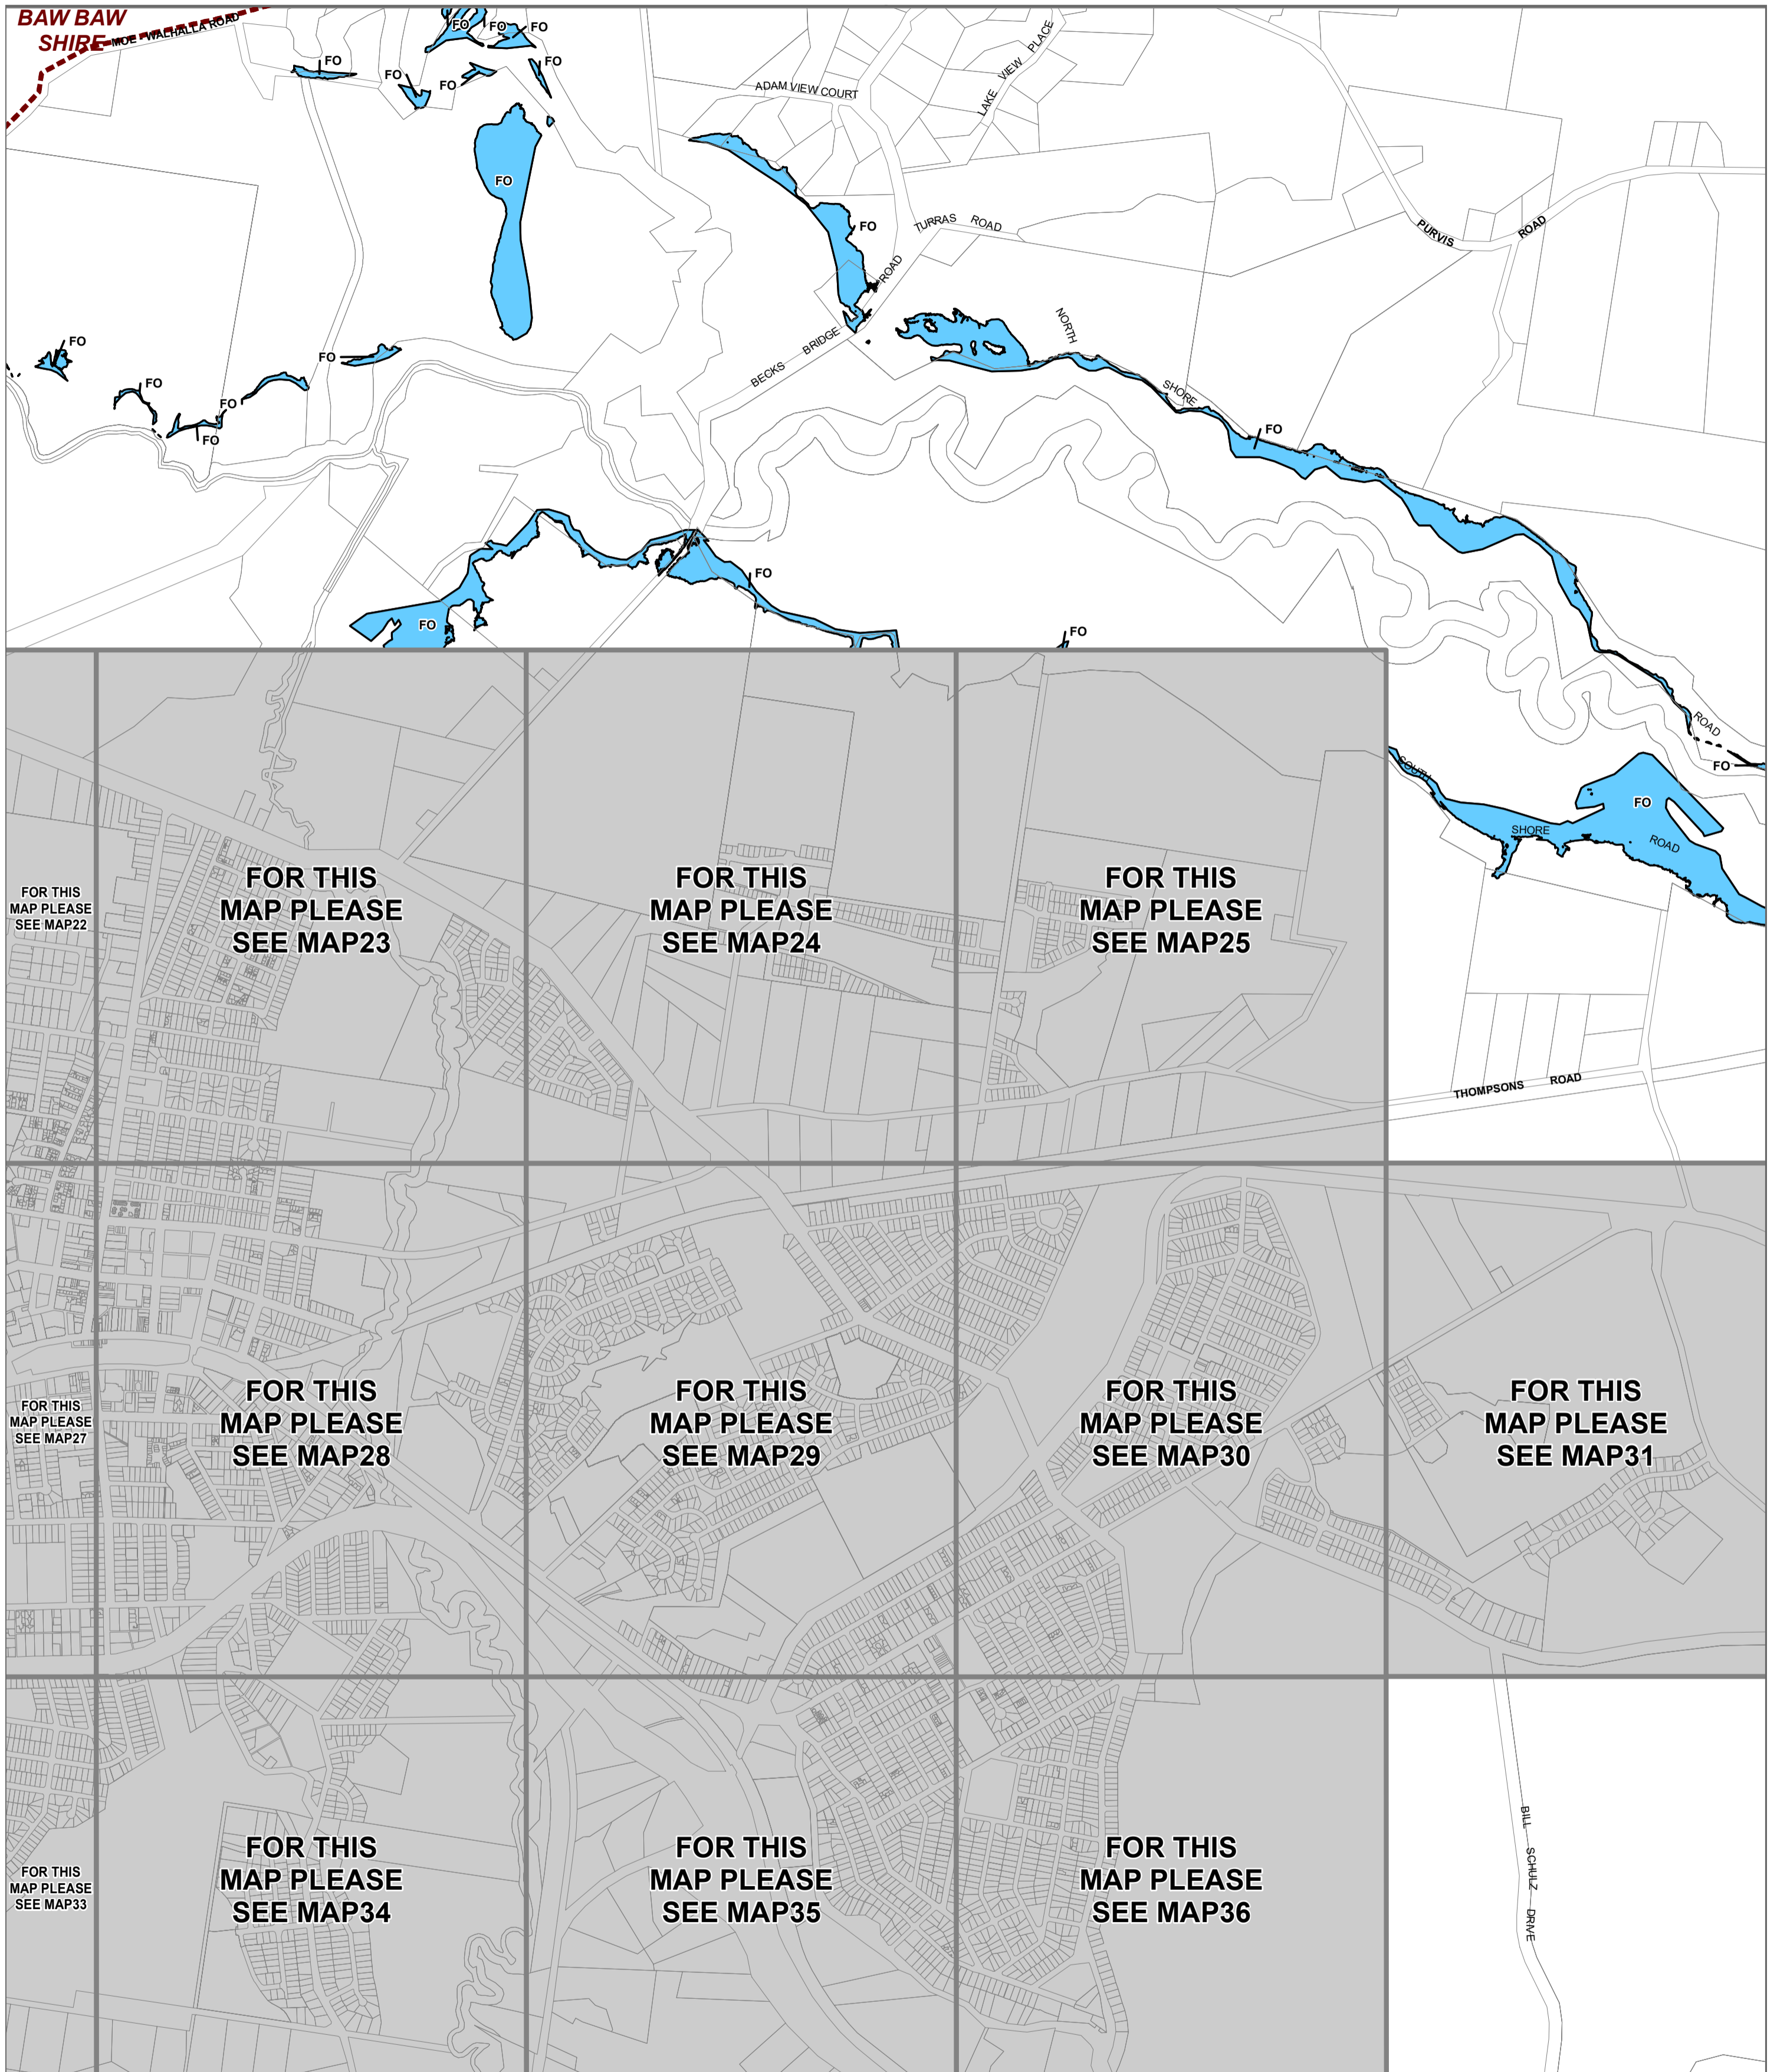 BAW BAW
SHIRE
MOE WALHALLA ROAD
FO
FO
FO
FO
FO
FO
FO
ADAM VIEW COURT
LAKE VIEW PLACE
FO
FO
TURRAS ROAD
PURVIS ROAD
BECKS BRIDGE ROAD
NORTH SHORE ROAD
FO
FO
FO
FO
FO
FO
FO
FO
FO
FO
SOUTH SHORE ROAD
FO
THOMPSONS ROAD
FOR THIS
MAP PLEASE
SEE MAP22
FOR THIS
MAP PLEASE
SEE MAP23
FOR THIS
MAP PLEASE
SEE MAP24
FOR THIS
MAP PLEASE
SEE MAP25
FOR THIS
MAP PLEASE
SEE MAP27
FOR THIS
MAP PLEASE
SEE MAP28
FOR THIS
MAP PLEASE
SEE MAP29
FOR THIS
MAP PLEASE
SEE MAP30
FOR THIS
MAP PLEASE
SEE MAP31
FOR THIS
MAP PLEASE
SEE MAP33
FOR THIS
MAP PLEASE
SEE MAP34
FOR THIS
MAP PLEASE
SEE MAP35
FOR THIS
MAP PLEASE
SEE MAP36
BILL SCHULZ DRIVE